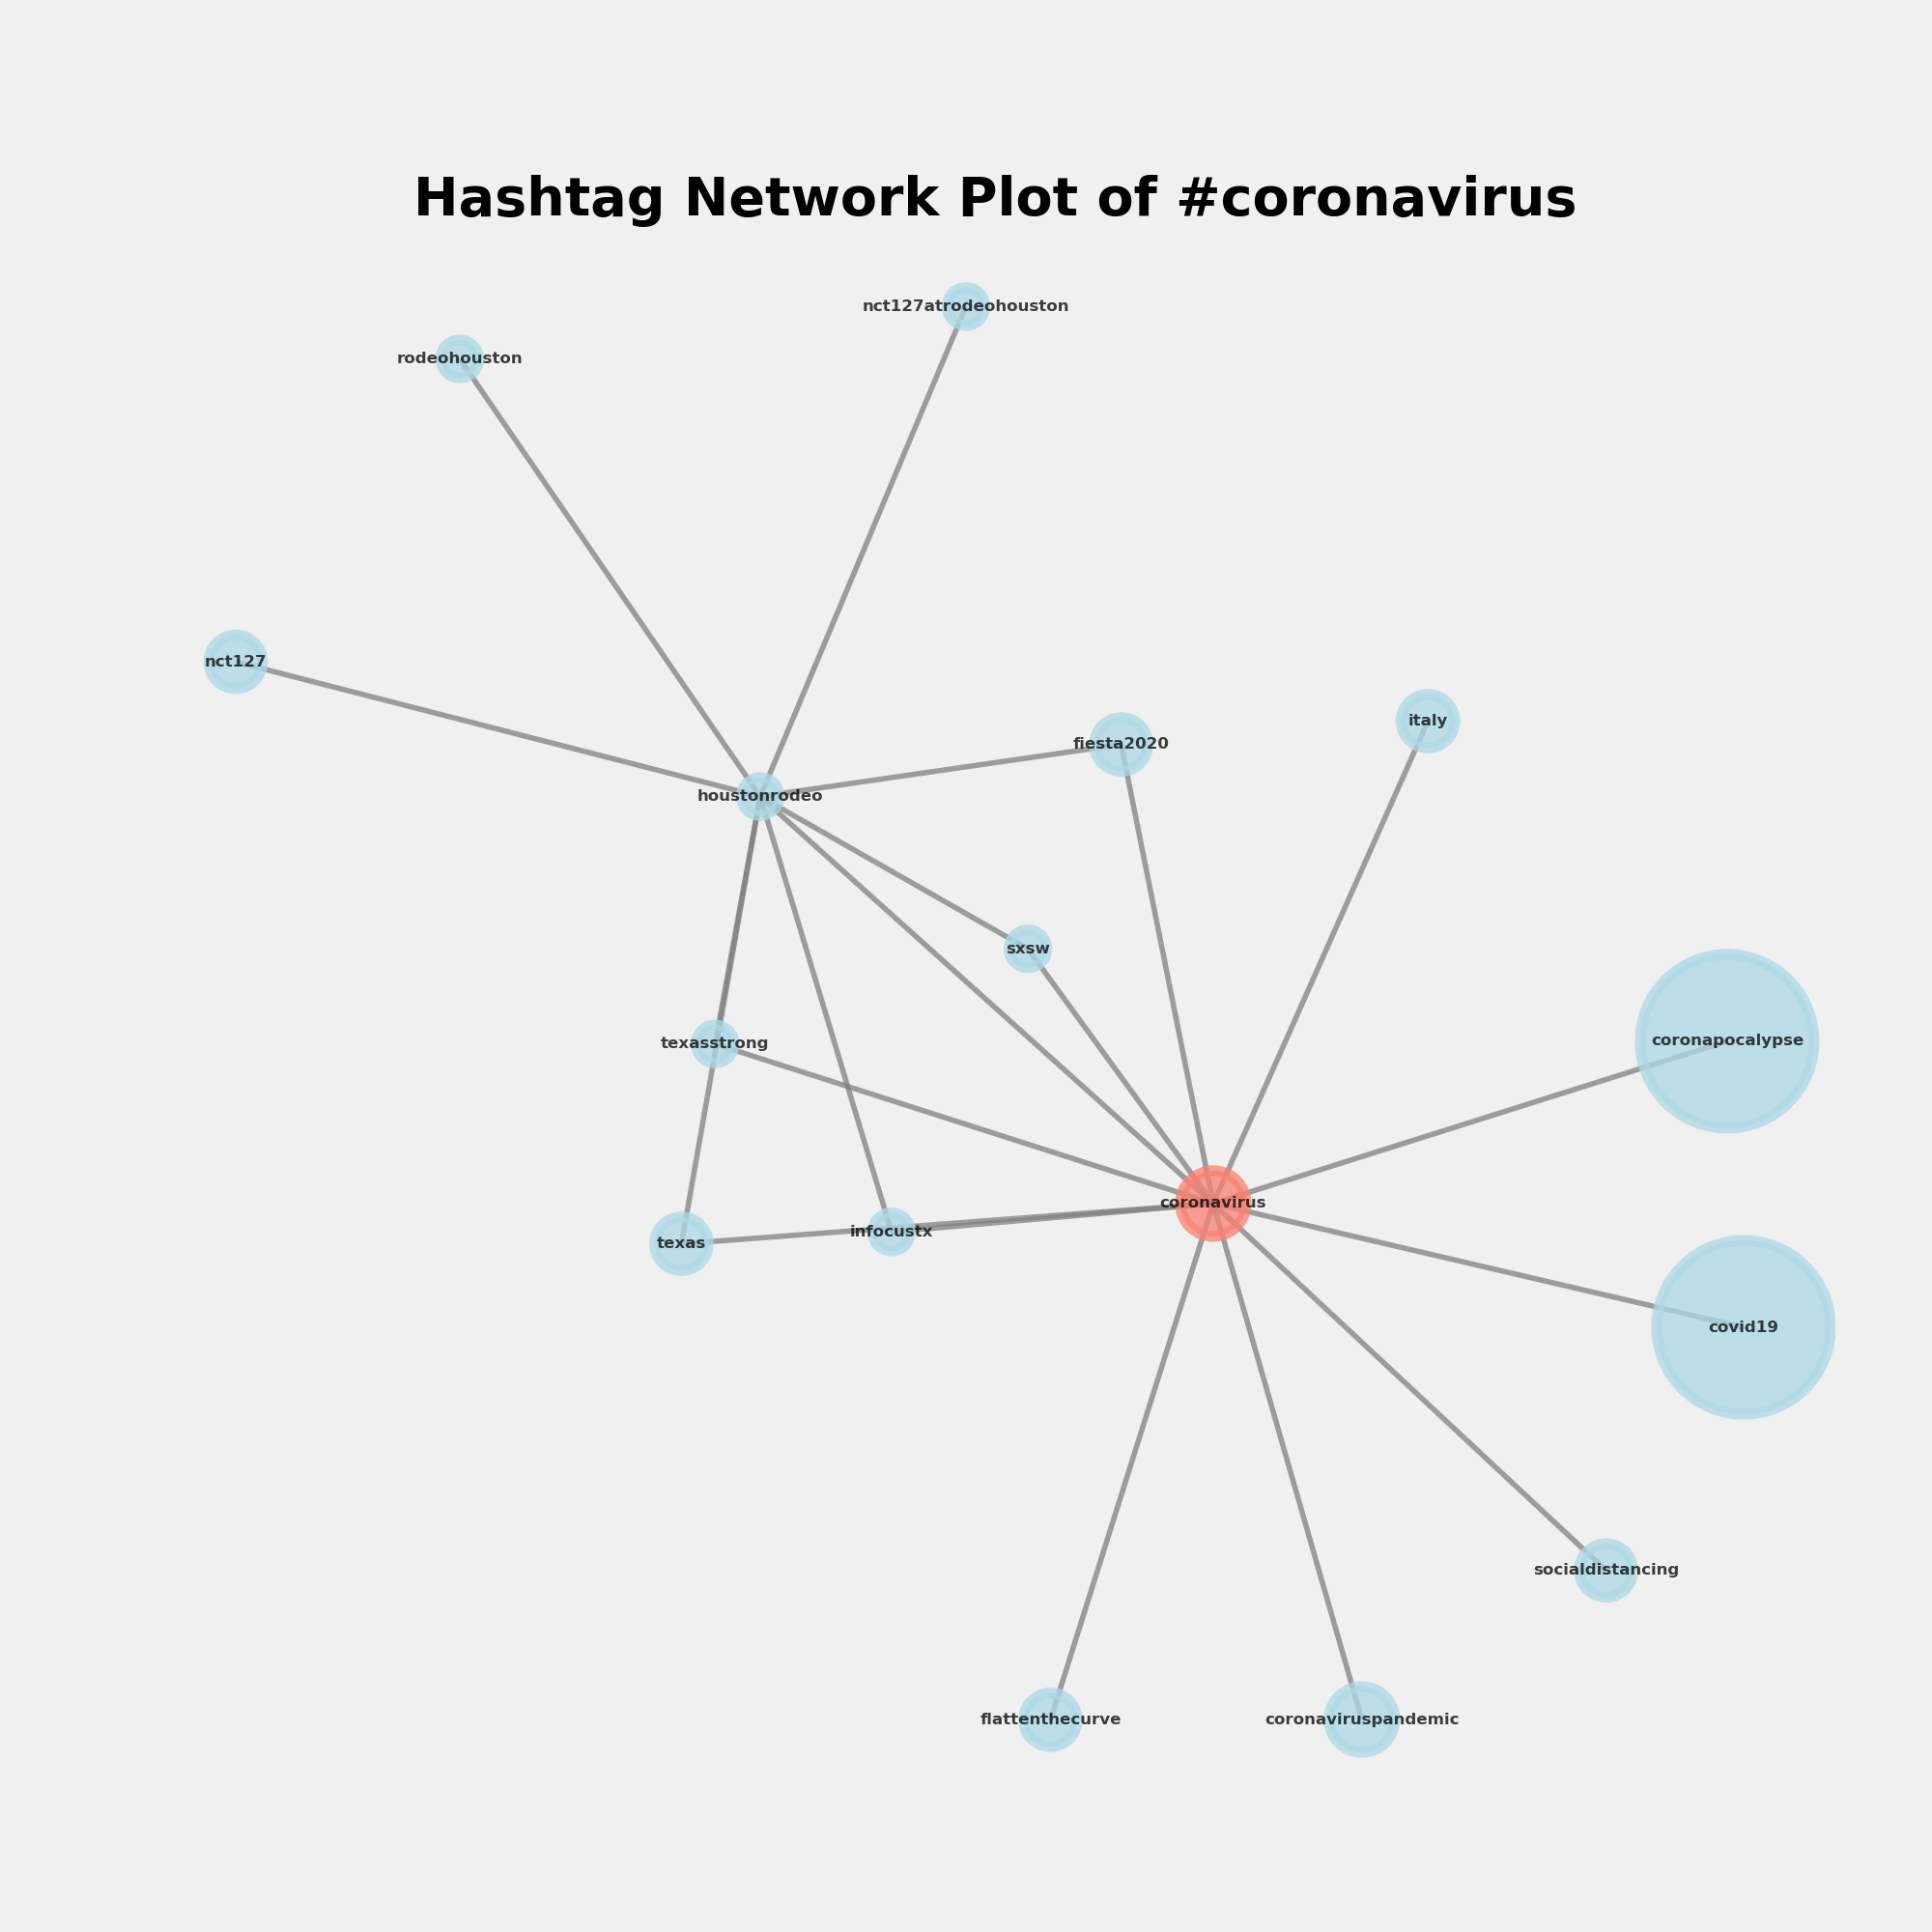 Hashtag Network Plot of #coronavirus
nct127atrodeohouston
rodeohouston
nct127
italy
fiesta2020
houstonrodeo
sxsw
coronapocalypse
texasstrong
coronavirus
infocustx
texas
covid19
socialdistancing
flattenthecurve
coronaviruspandemic